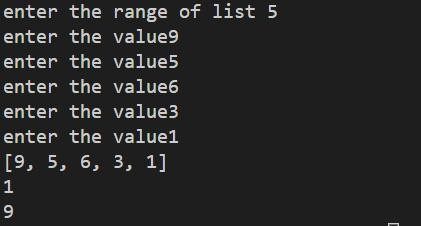 enter the range of list 5
enter the value9
enter the value5
enter the value6
enter the value3
enter the value1
[9, 5, 6, 3, 1]
1
9